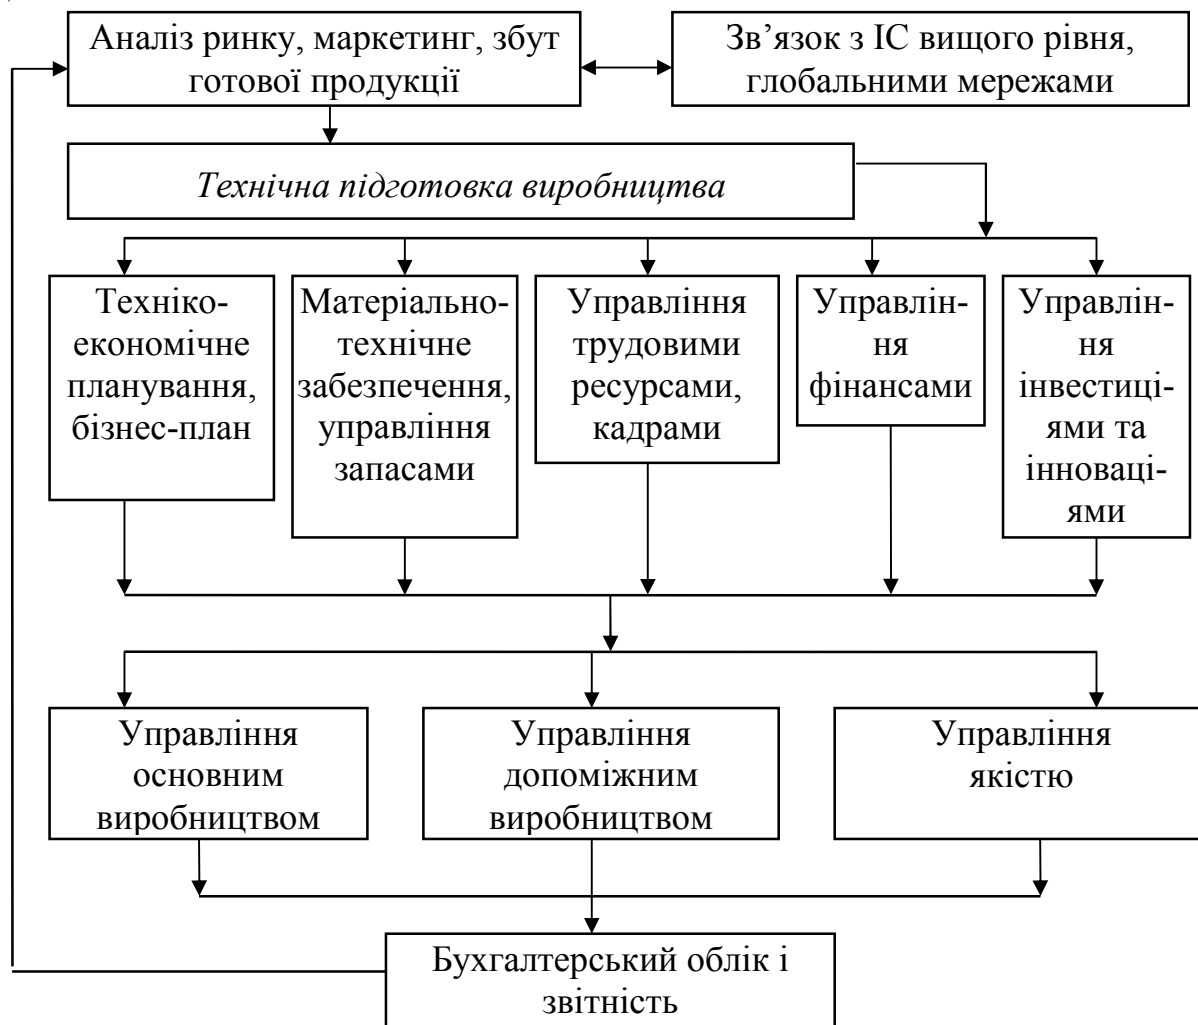 Аналіз ринку, маркетинг, збут
готової продукції
Зв’язок з ІС вищого рівня,
глобальними мережами
Технічна підготовка виробництва
Техніко-
економічне
планування,
бізнес-план
Матеріально-
технічне
забезпечення,
управління
запасами
Управління
трудовими
ресурсами,
кадрами
Управлін-
ня
фінансами
Управлін-
ня
інвестиці-
ями та
інноваці-
ями
Управління
основним
виробництвом
Управління
допоміжним
виробництвом
Управління
якістю
Бухгалтерський облік і
звітність